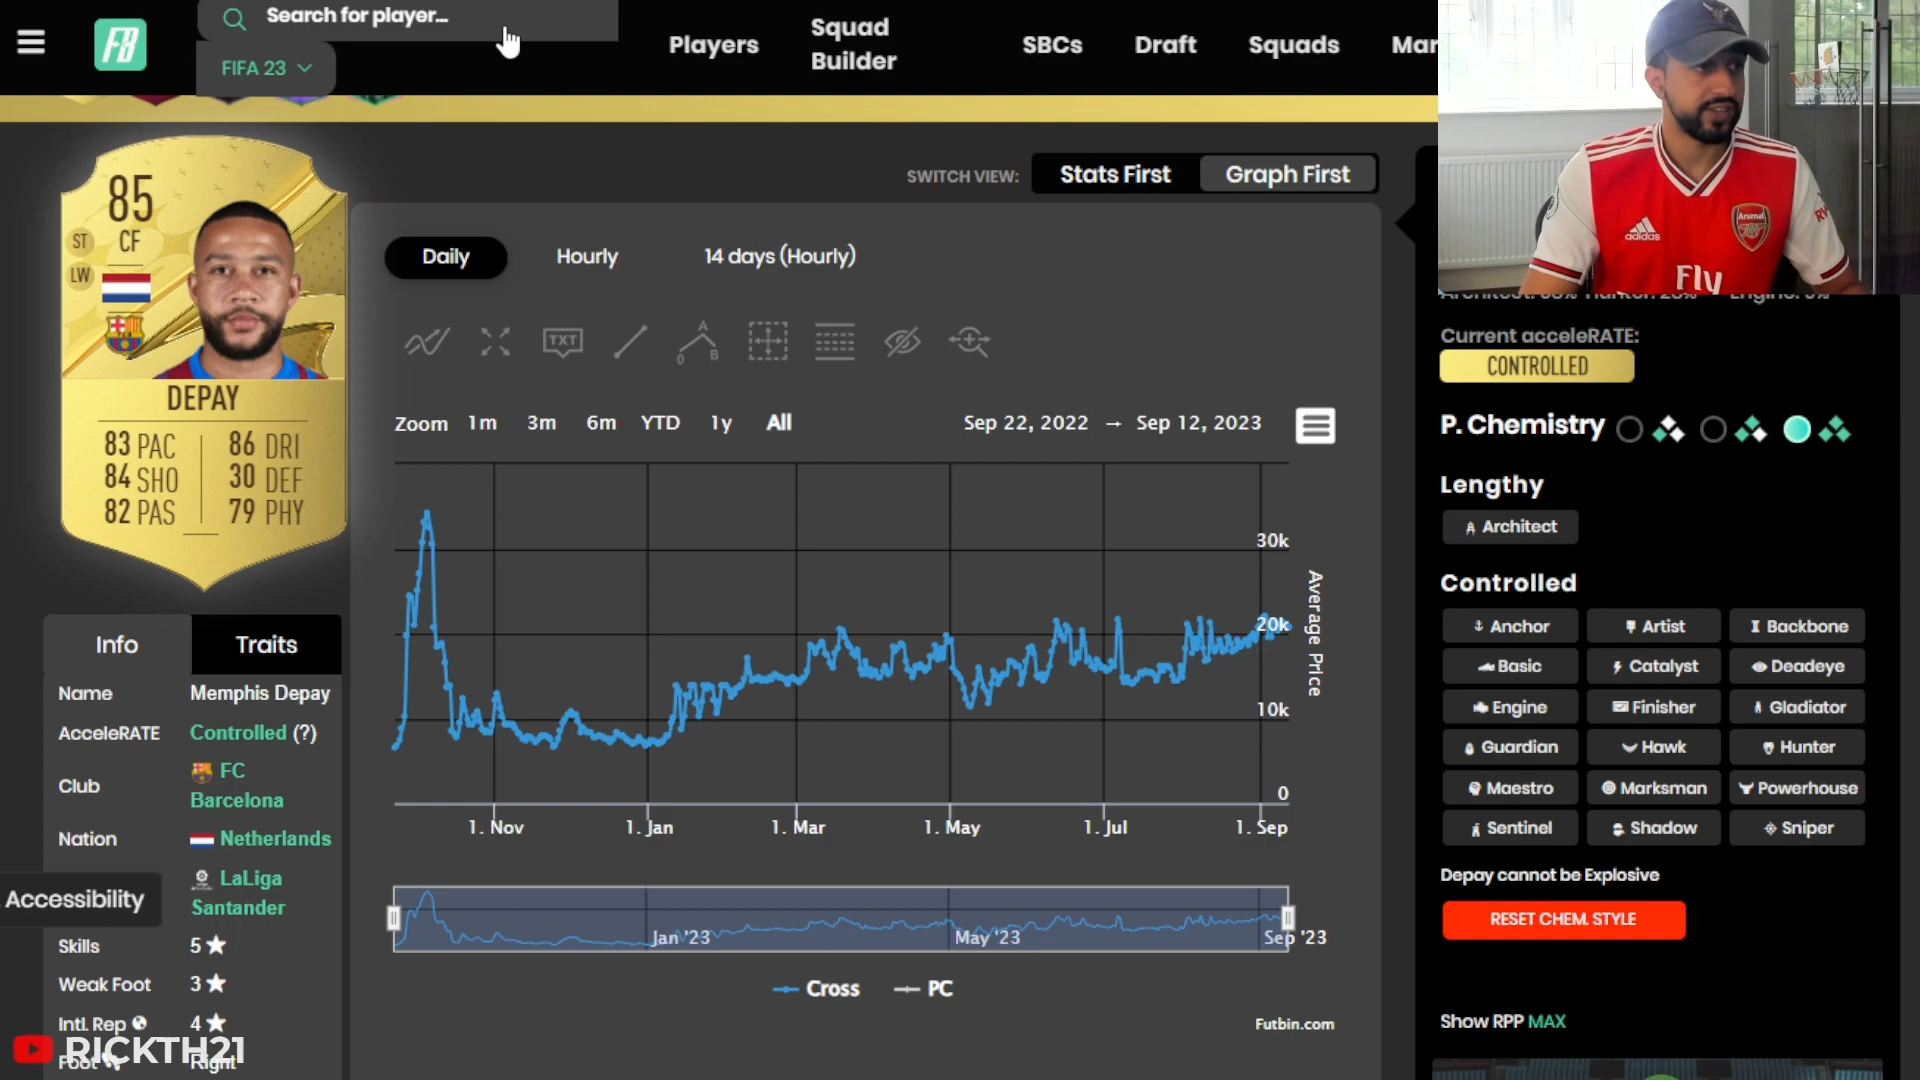 Search for player...
FIFA 23
Players
Squad Builder
SBCs
Draft
Squads
Mar
85
CF
ST
LW
DEPAY
83 PAC
86 DRI
84 SHO
30 DEF
82 PAS
79 PHY
SWITCH VIEW:
Stats First
Graph First
Daily
Hourly
14 days (Hourly)
TXT
A
0 B
Zoom 1m 3m 6m YTD 1y All
Sep 22, 2022 → Sep 12, 2023
30k
20k
10k
0
Average Price
1. Nov
1. Jan
1. Mar
1. May
1. Jul
1. Sep
Jan '23
May '23
Sep '23
Cross
PC
Futbin.com
Info
Traits
Name Memphis Depay
AcceleRATE Controlled (?)
Club FC Barcelona
Nation Netherlands
LaLiga Santander
Accessibility
Skills 5
Weak Foot 3
Intl. Rep 4
Foot Right
RICKTH21
adidas
Arsenal
Fly
Current acceleRATE:
CONTROLLED
P. Chemistry
Lengthy
Architect
Controlled
Anchor Artist Backbone
Basic Catalyst Deadeye
Engine Finisher Gladiator
Guardian Hawk Hunter
Maestro Marksman Powerhouse
Sentinel Shadow Sniper
Depay cannot be Explosive
RESET CHEM. STYLE
Show RPP MAX